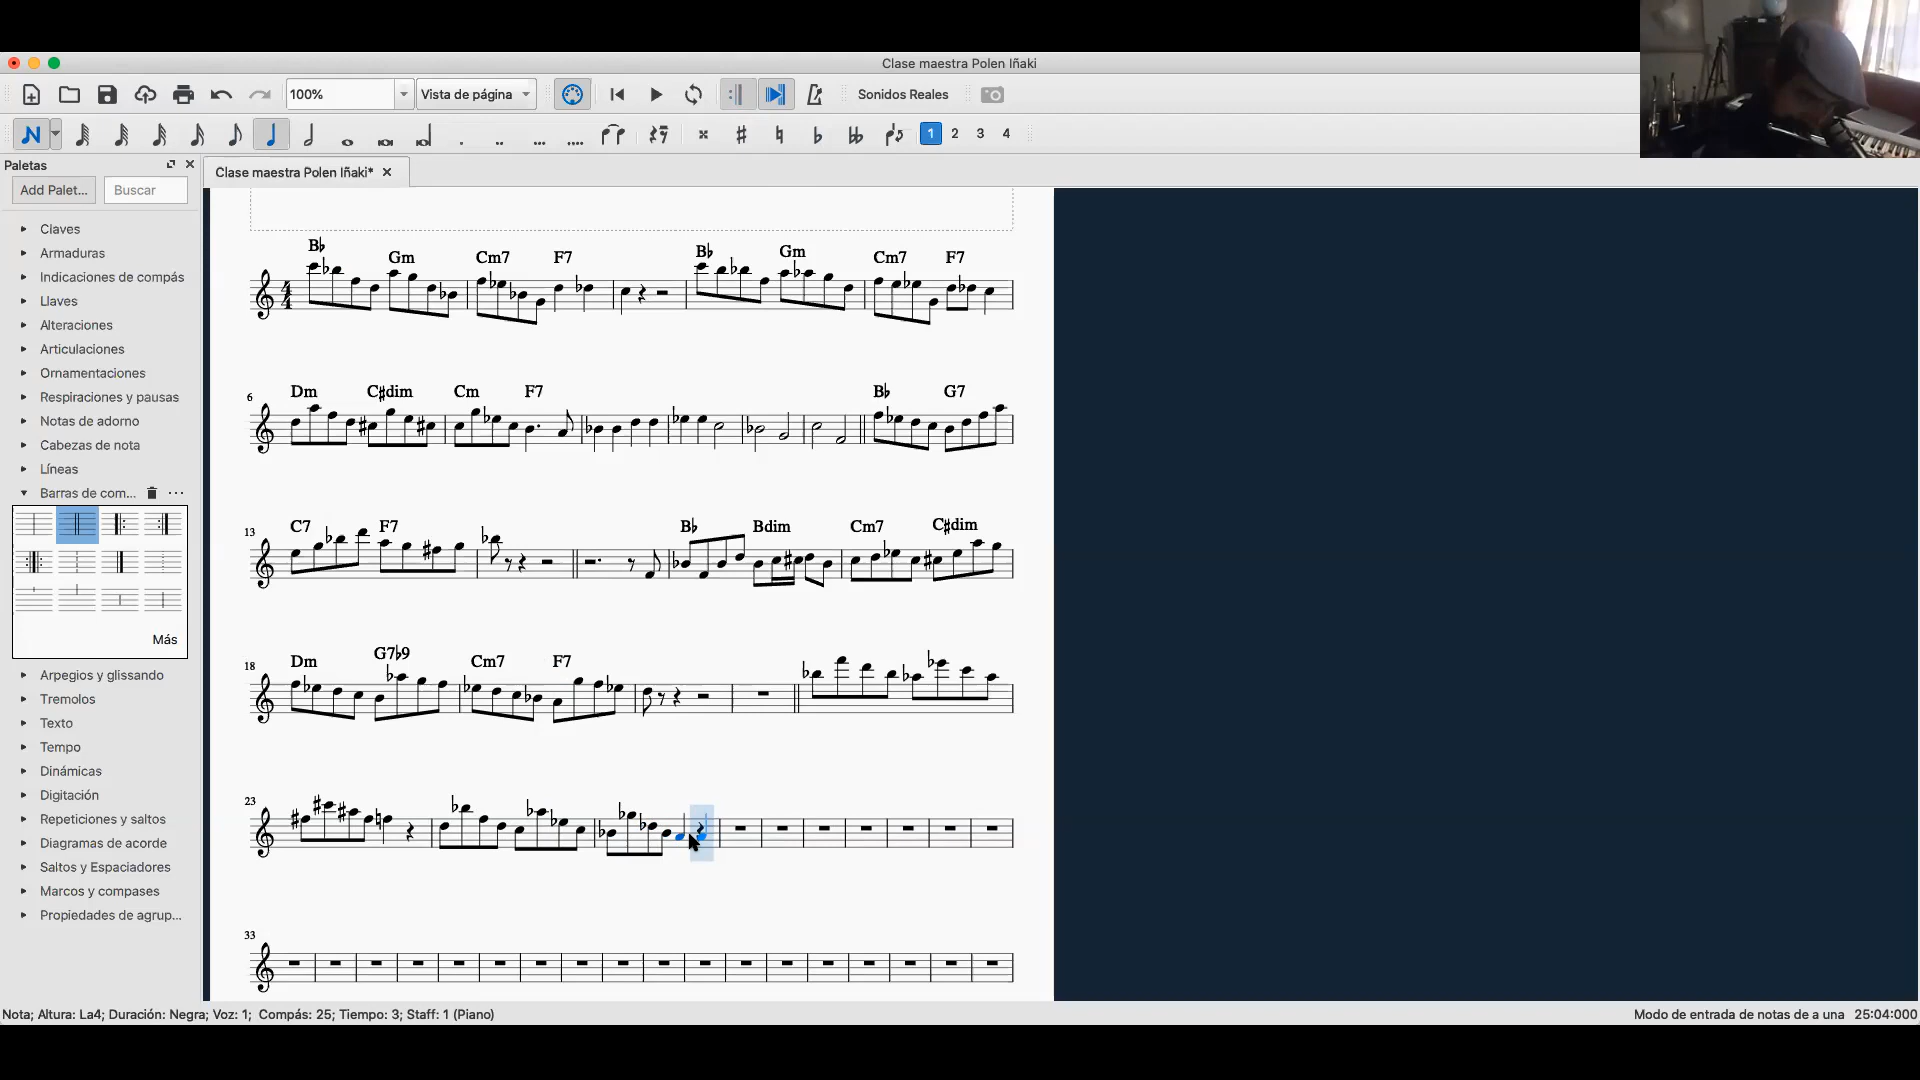 Clase maestra Polen Iñaki
100%
Vista de página
Sonidos Reales
1 2 3 4
Paletas
Clase maestra Polen Iñaki*
Add Palet...
Buscar
Claves
Armaduras
Indicaciones de compás
Llaves
Alteraciones
Articulaciones
Ornamentaciones
Respiraciones y pausas
Notas de adorno
Cabezas de nota
Líneas
Barras de com...
Más
Arpegios y glissando
Tremolos
Texto
Tempo
Dinámicas
Digitación
Repeticiones y saltos
Diagramas de acorde
Saltos y Espaciadores
Marcos y compases
Propiedades de agrup...
B♭ Gm Cm7 F7 B♭ Gm Cm7 F7
4
4
6
Dm C♯dim Cm F7 B♭ G7
13
C7 F7 B♭ Bdim Cm7 C♯dim
18
Dm G7♭9 Cm7 F7
23
33
Nota; Altura: La4; Duración: Negra; Voz: 1; Compás: 25; Tiempo: 3; Staff: 1 (Piano)
Modo de entrada de notas de a una 25:04:000